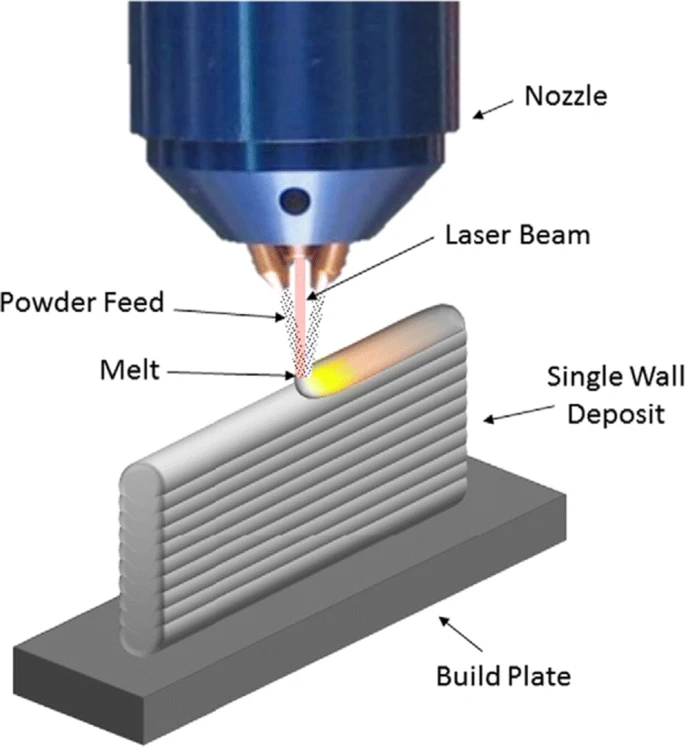 Nozzle
Laser Beam
Powder Feed
Melt
Single Wall
Deposit
Build Plate